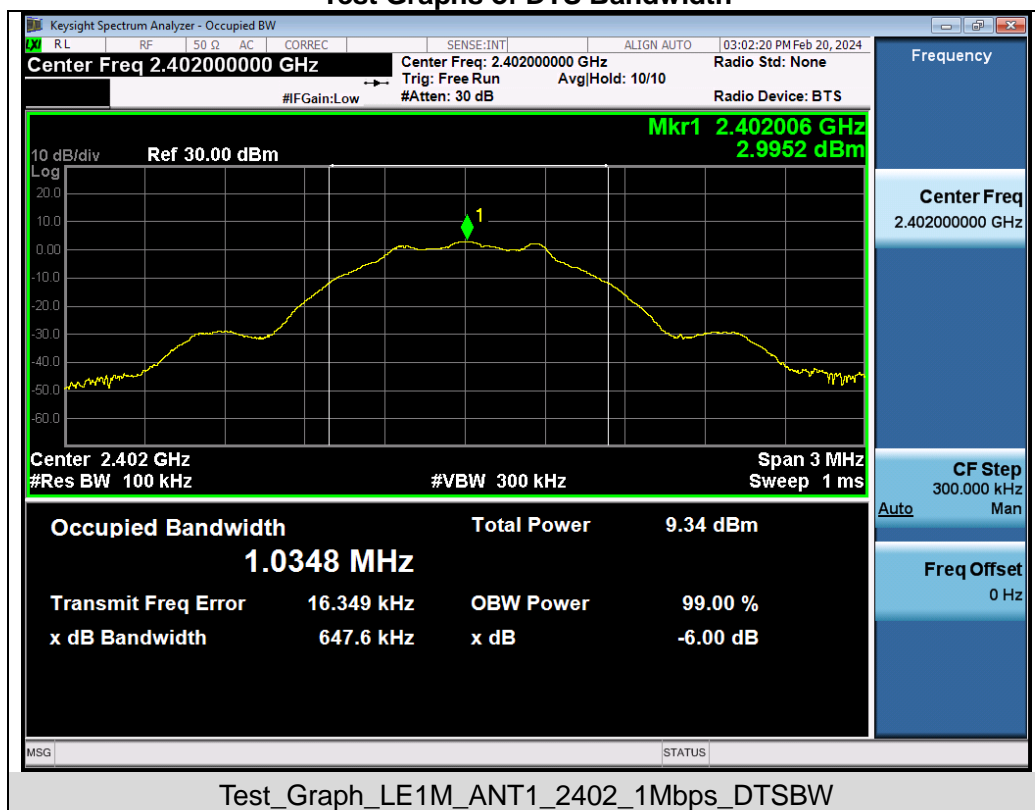 Test Graphs of DTS Bandwidth
Keysight Spectrum Analyzer - Occupied BW
LXI RL RF 50 Ω AC CORREC SENSE:INT ALIGN AUTO 03:02:20 PM Feb 20, 2024
Center Freq 2.402000000 GHz
Center Freq: 2.402000000 GHz Radio Std: None
Trig: Free Run Avg|Hold: 10/10
#IFGain:Low #Atten: 30 dB Radio Device: BTS
Mkr1 2.402006 GHz
2.9952 dBm
10 dB/div Ref 30.00 dBm
Log
20.0
10.0
1
0.00
-10.0
-20.0
-30.0
-40.0
-50.0
-60.0
Center 2.402 GHz Span 3 MHz
#Res BW 100 kHz #VBW 300 kHz Sweep 1 ms
Occupied Bandwidth Total Power 9.34 dBm
1.0348 MHz
Transmit Freq Error 16.349 kHz OBW Power 99.00 %
x dB Bandwidth 647.6 kHz x dB -6.00 dB
Frequency
Center Freq
2.402000000 GHz
CF Step
300.000 kHz
Auto Man
Freq Offset
0 Hz
MSG STATUS
Test_Graph_LE1M_ANT1_2402_1Mbps_DTSBW